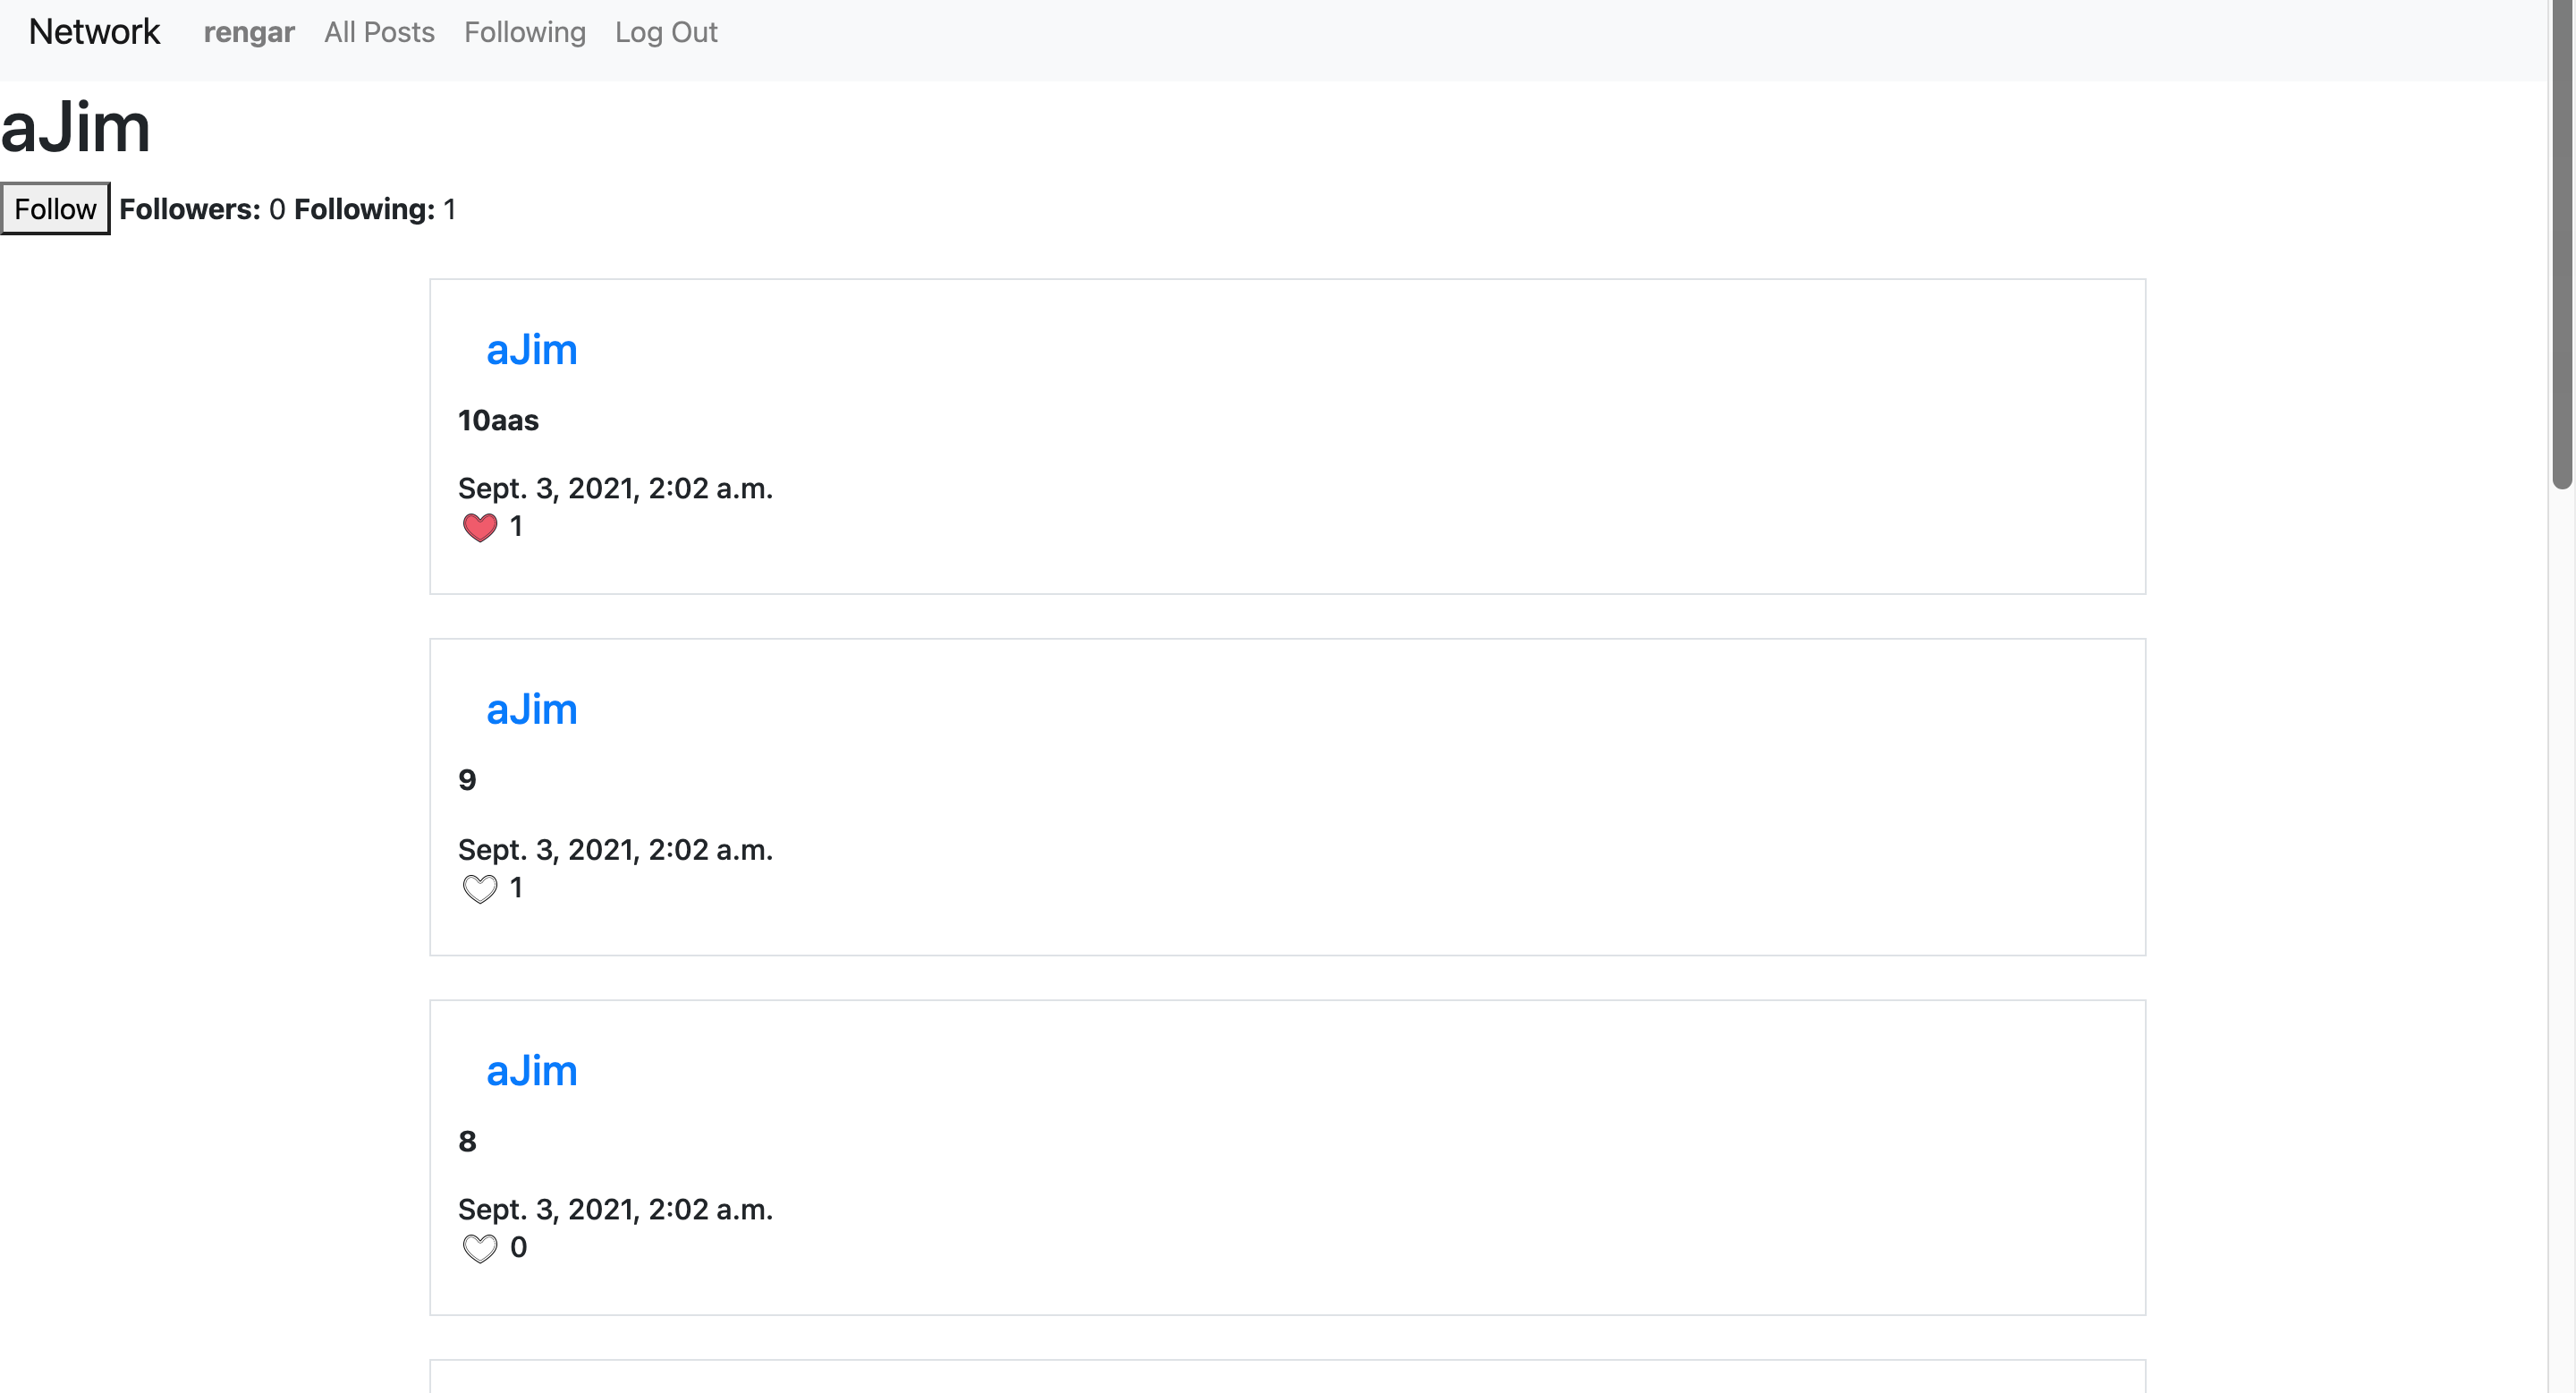 Network rengar All Posts Following Log Out
aJim
Follow Followers: 0 Following: 1
aJim
10aas
Sept. 3, 2021, 2:02 a.m.
1
aJim
9
Sept. 3, 2021, 2:02 a.m.
1
aJim
8
Sept. 3, 2021, 2:02 a.m.
0